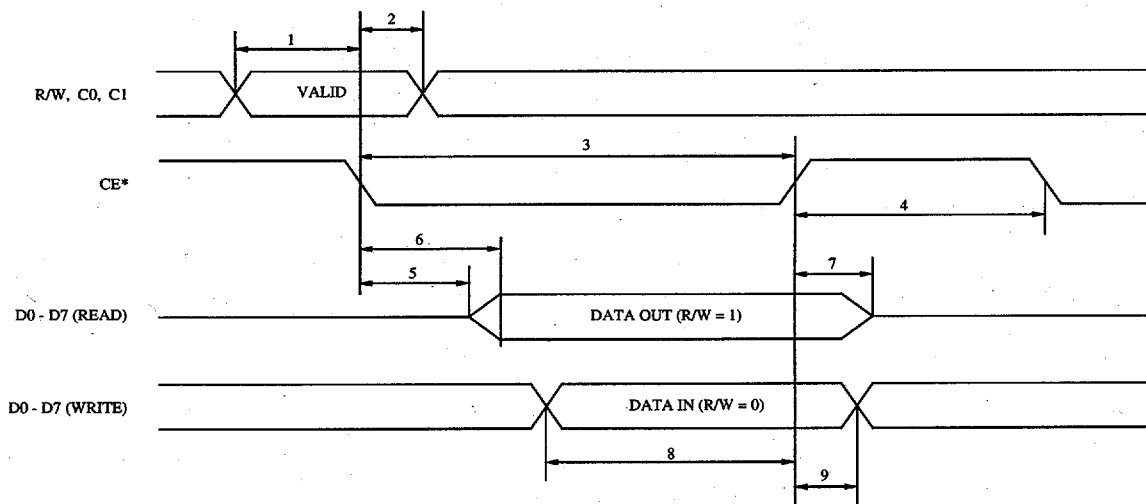 1
2
R/W, C0, C1
VALID
3
CE*
4
6
5
7
D0 - D7 (READ)
DATA OUT (R/W = 1)
D0 - D7 (WRITE)
DATA IN (R/W = 0)
8
9